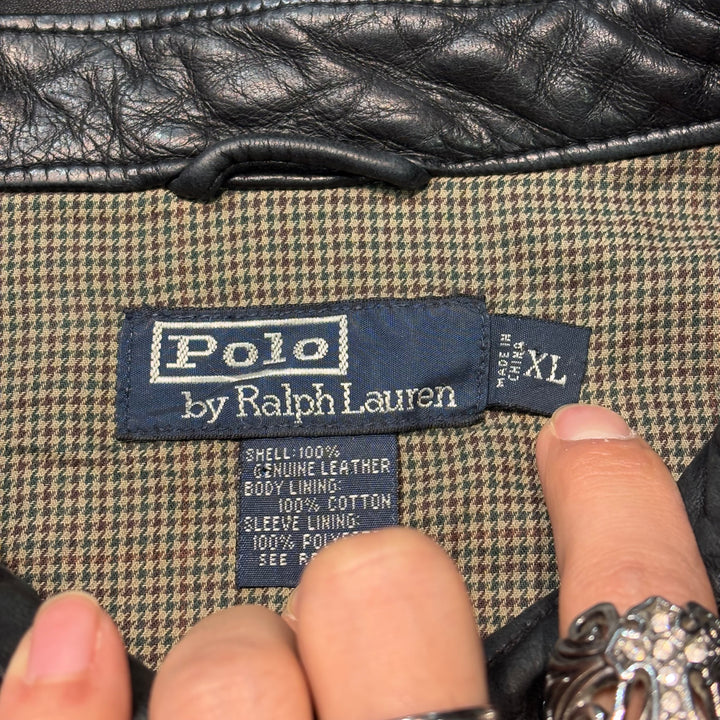 Polo
by Ralph Lauren
MADE IN
CHINA
XL
SHELL: 100%
GENUINE LEATHER
BODY LINING:
100% COTTON
SLEEVE LINING:
100%
SEE